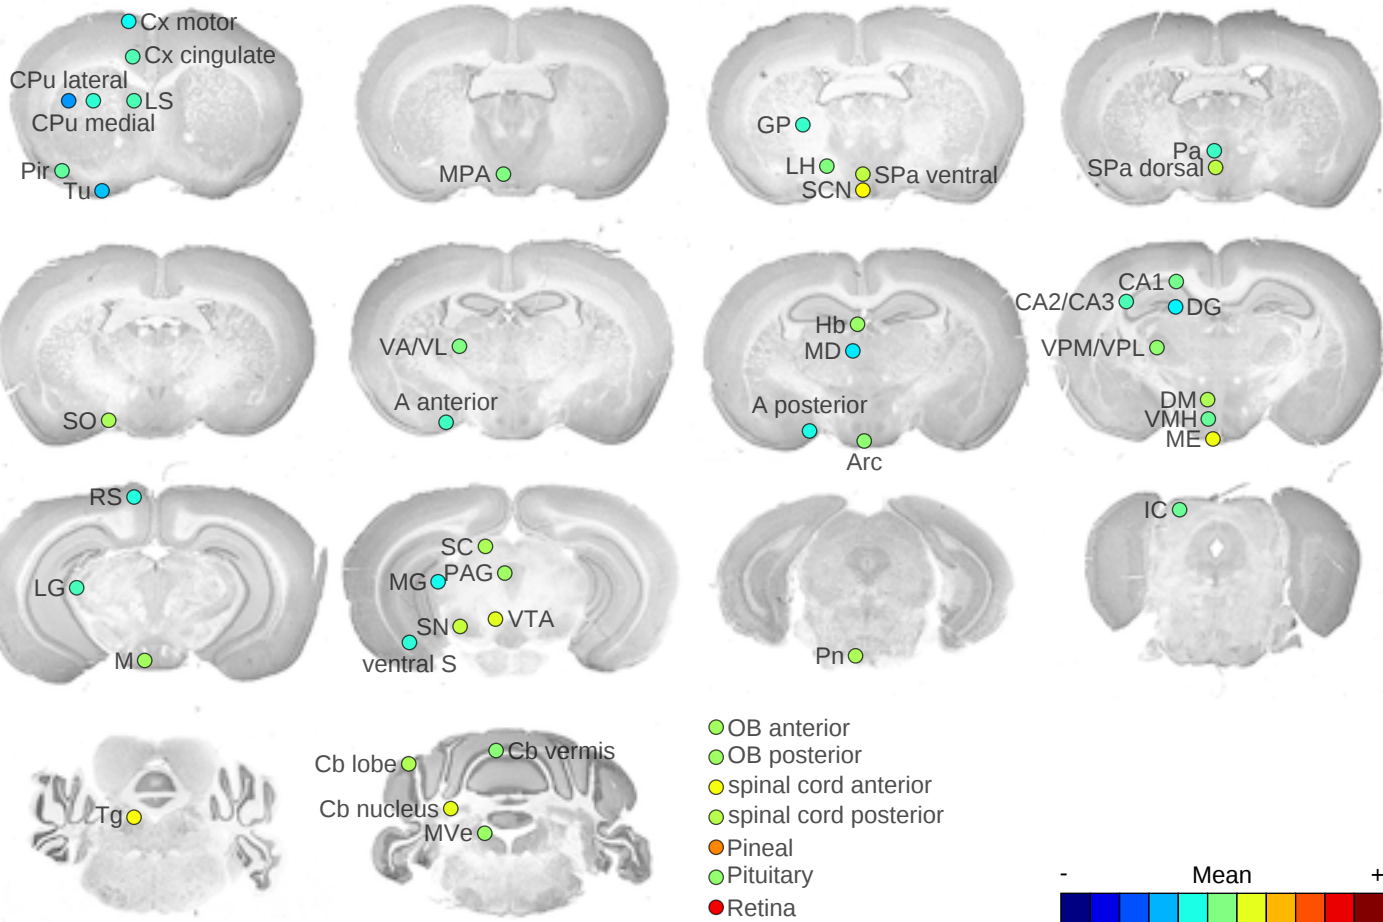 Cx motor
Cx cingulate
CPu lateral
LS
CPu medial
Pir
Tu
MPA
GP
LH
SPa ventral
SCN
Pa
SPa dorsal
SO
VA/VL
A anterior
Hb
MD
A posterior
Arc
CA1
CA2/CA3
DG
VPM/VPL
DM
VMH
ME
RS
LG
M
SC
PAG
MG
VTA
SN
ventral S
Pn
IC
Tg
Cb vermis
Cb lobe
Cb nucleus
MVe
OB anterior
OB posterior
spinal cord anterior
spinal cord posterior
Pineal
Pituitary
Retina
- Mean +